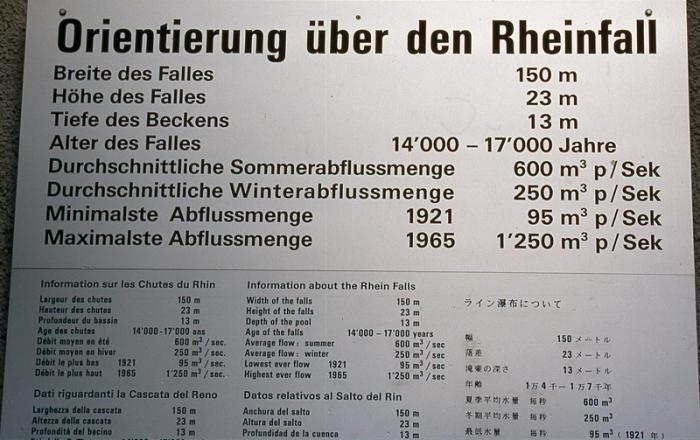 Orientierung über den Rheinfall
Breite des Falles 150 m
Höhe des Falles 23 m
Tiefe des Beckens 13 m
Alter des Falles 14'000 – 17'000 Jahre
Durchschnittliche Sommerabflussmenge 600 m³ p/Sek
Durchschnittliche Winterabflussmenge 250 m³ p/Sek
Minimalste Abflussmenge 1921 95 m³ p/Sek
Maximalste Abflussmenge 1965 1'250 m³ p/Sek
Information sur les Chutes du Rhin
Largeur des chutes 150 m
Hauteur des chutes 23 m
Profondeur du bassin 13 m
Age des chutes 14'000-17'000 ans
Débit moyen en été 600 m³/sec.
Débit moyen en hiver 250 m³/sec.
Débit le plus bas 1921 95 m³/sec.
Débit le plus haut 1965 1'250 m³/sec.
Dati riguardanti la Cascata del Reno
Larghezza della cascata 150 m
Altezza della cascata 23 m
Profondità del bacino 13 m
Information about the Rhein Falls
Width of the falls 150 m
Height of the falls 23 m
Depth of the pool 13 m
Age of the falls 14'000 – 17'000 years
Average flow: summer 600 m³/sec
Average flow: winter 250 m³/sec
Lowest ever flow 1921 95 m³/sec
Highest ever flow 1965 1'250 m³/sec
Datos relativos al Salto del Rin
Anchura del salto 150 m
Altura del salto 23 m
Profundidad de la cuenca 13 m
ライン瀑布について
幅 150 メートル
落差 23 メートル
滝壺の深さ 13 メートル
年齢 1万4千－1万7千年
夏季平均水量 毎秒 600 m³
冬期平均水量 毎秒 250 m³
最低水量 毎秒 95 m³ (1921 年)